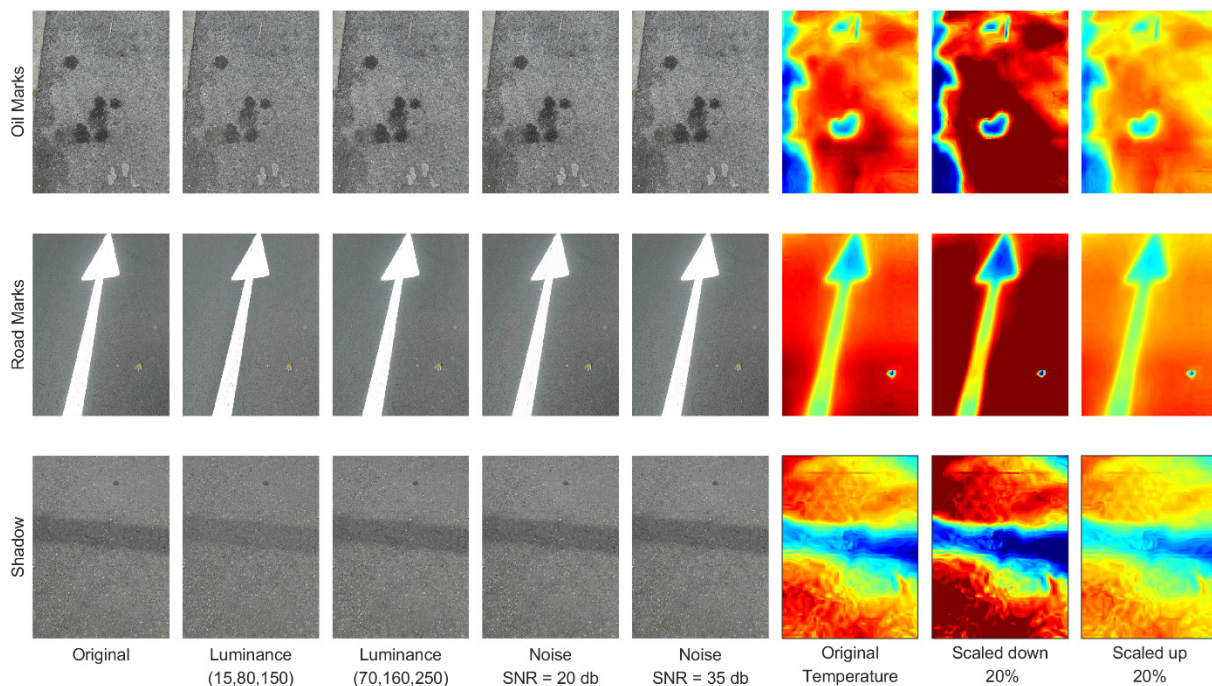 Oil Marks
Road Marks
Shadow
Original
Luminance
(15,80,150)
Luminance
(70,160,250)
Noise
SNR = 20 db
Noise
SNR = 35 db
Original
Temperature
Scaled down
20%
Scaled up
20%